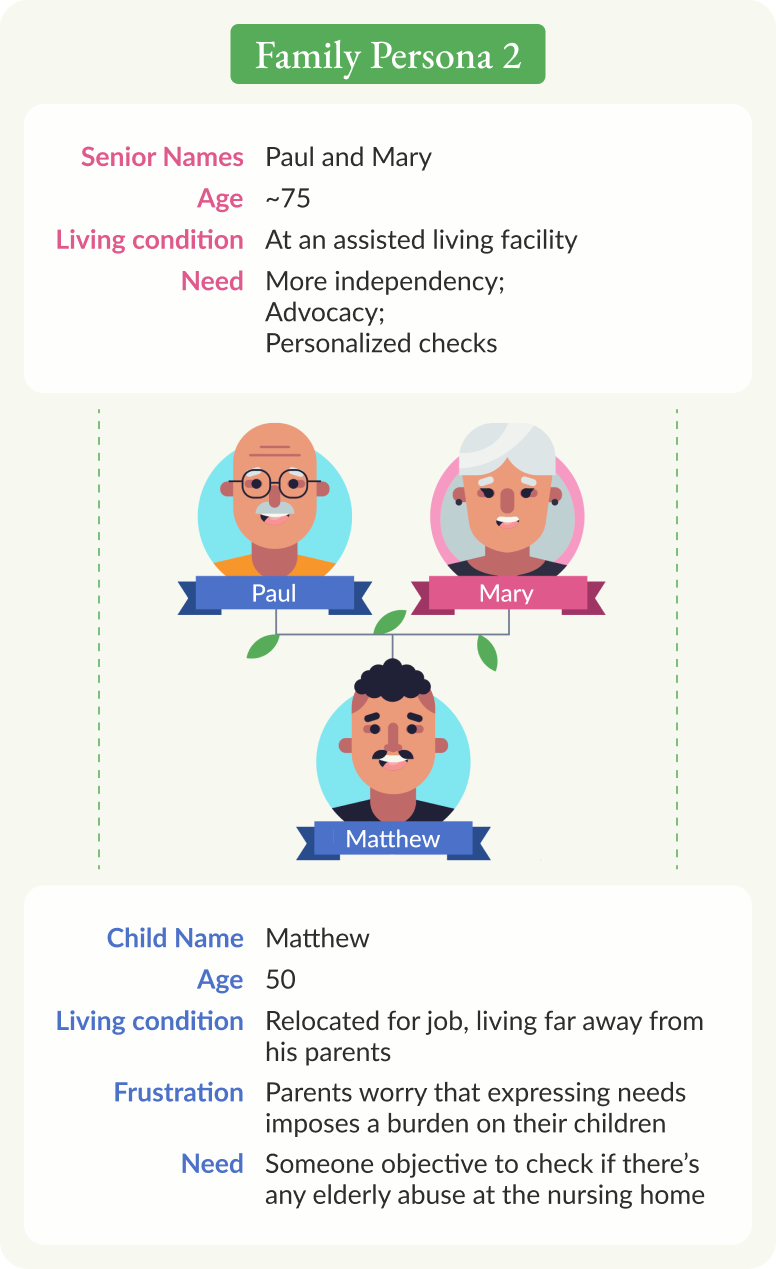 Family Persona 2
Senior Names Paul and Mary
Age ~75
Living condition At an assisted living facility
Need More independency;
Advocacy;
Personalized checks
Paul
Mary
Matthew
Child Name Matthew
Age 50
Living condition Relocated for job, living far away from
his parents
Frustration Parents worry that expressing needs
imposes a burden on their children
Need Someone objective to check if there's
any elderly abuse at the nursing home